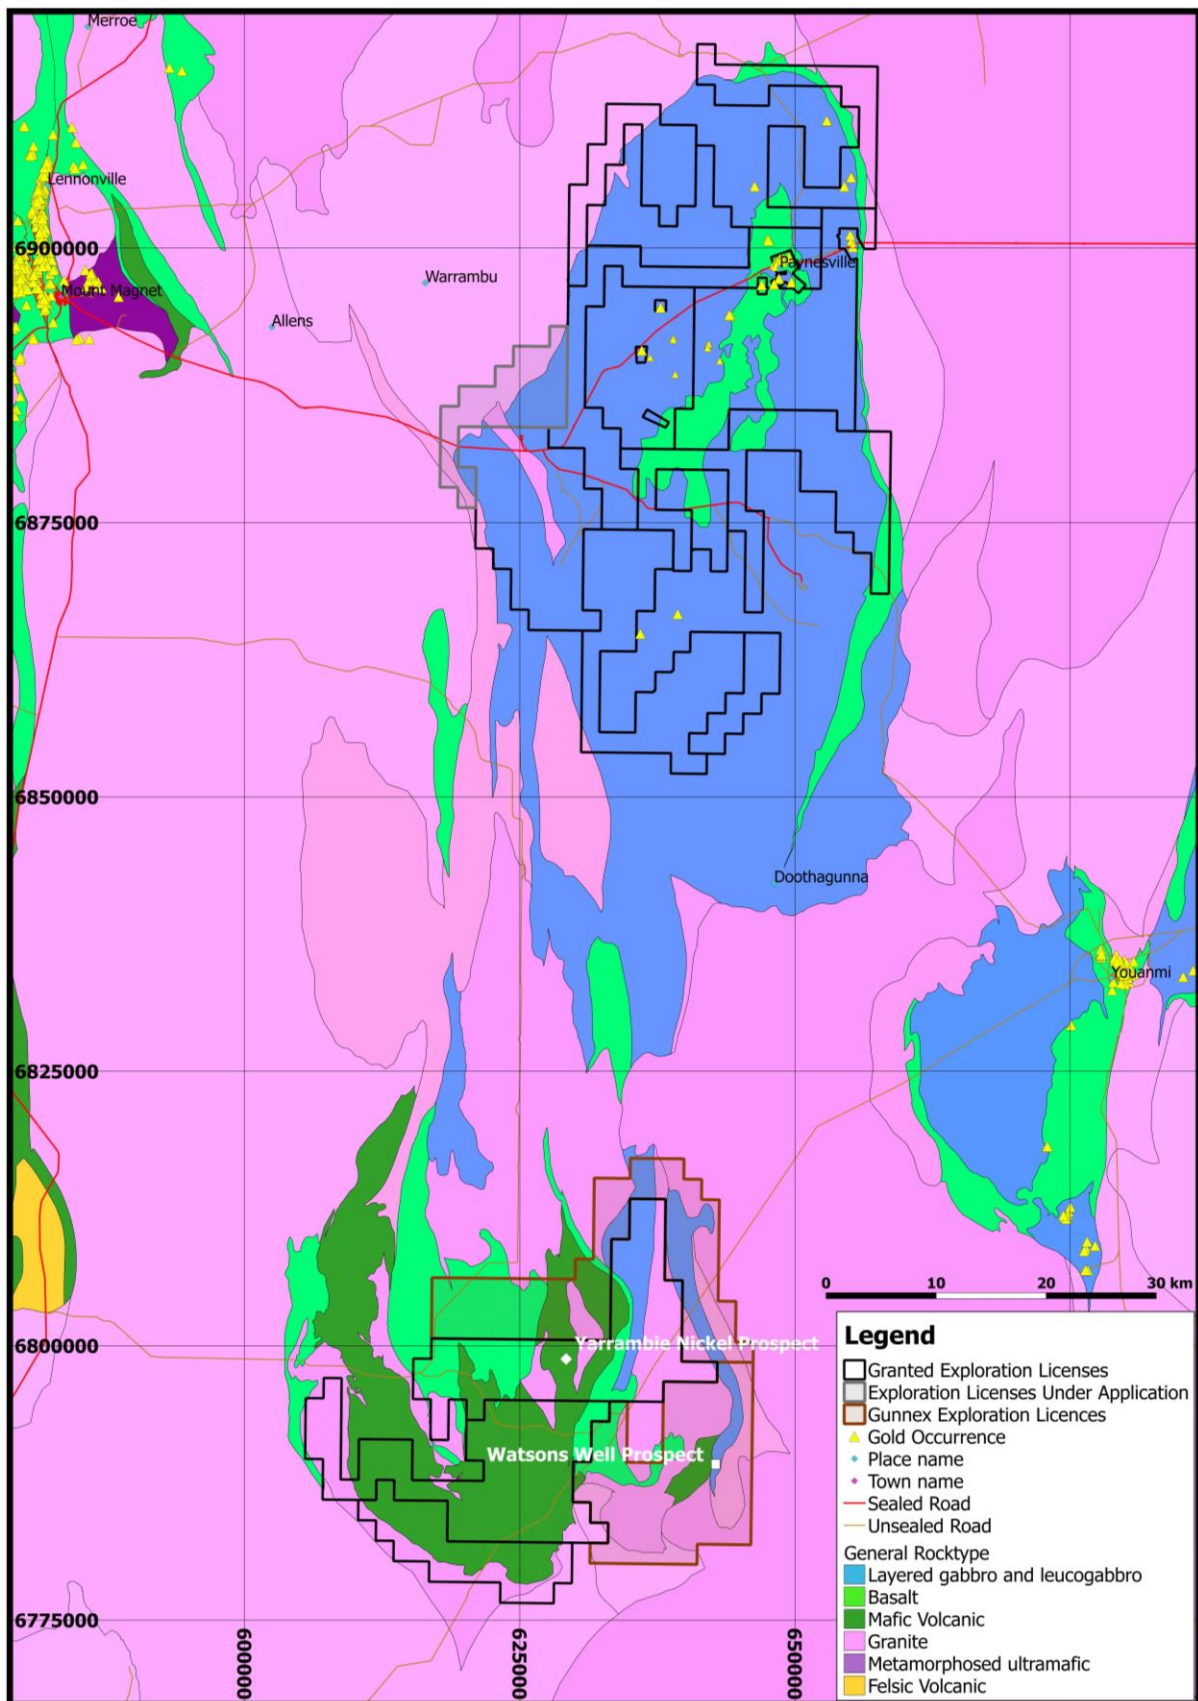 Merroe
Lennonville
6900000
Paynesville
Warrambu
Mount Magnet
Allens
6875000
6850000
Doothagunna
Youanmi
6825000
0 10 20 30 km
6800000
Yarrambie Nickel Prospect
Watsons Well Prospect
6775000
600000
625000
650000
Legend
Granted Exploration Licenses
Exploration Licenses Under Application
Gunnex Exploration Licences
Gold Occurrence
Place name
Town name
Sealed Road
Unsealed Road
General Rocktype
Layered gabbro and leucogabbro
Basalt
Mafic Volcanic
Granite
Metamorphosed ultramafic
Felsic Volcanic